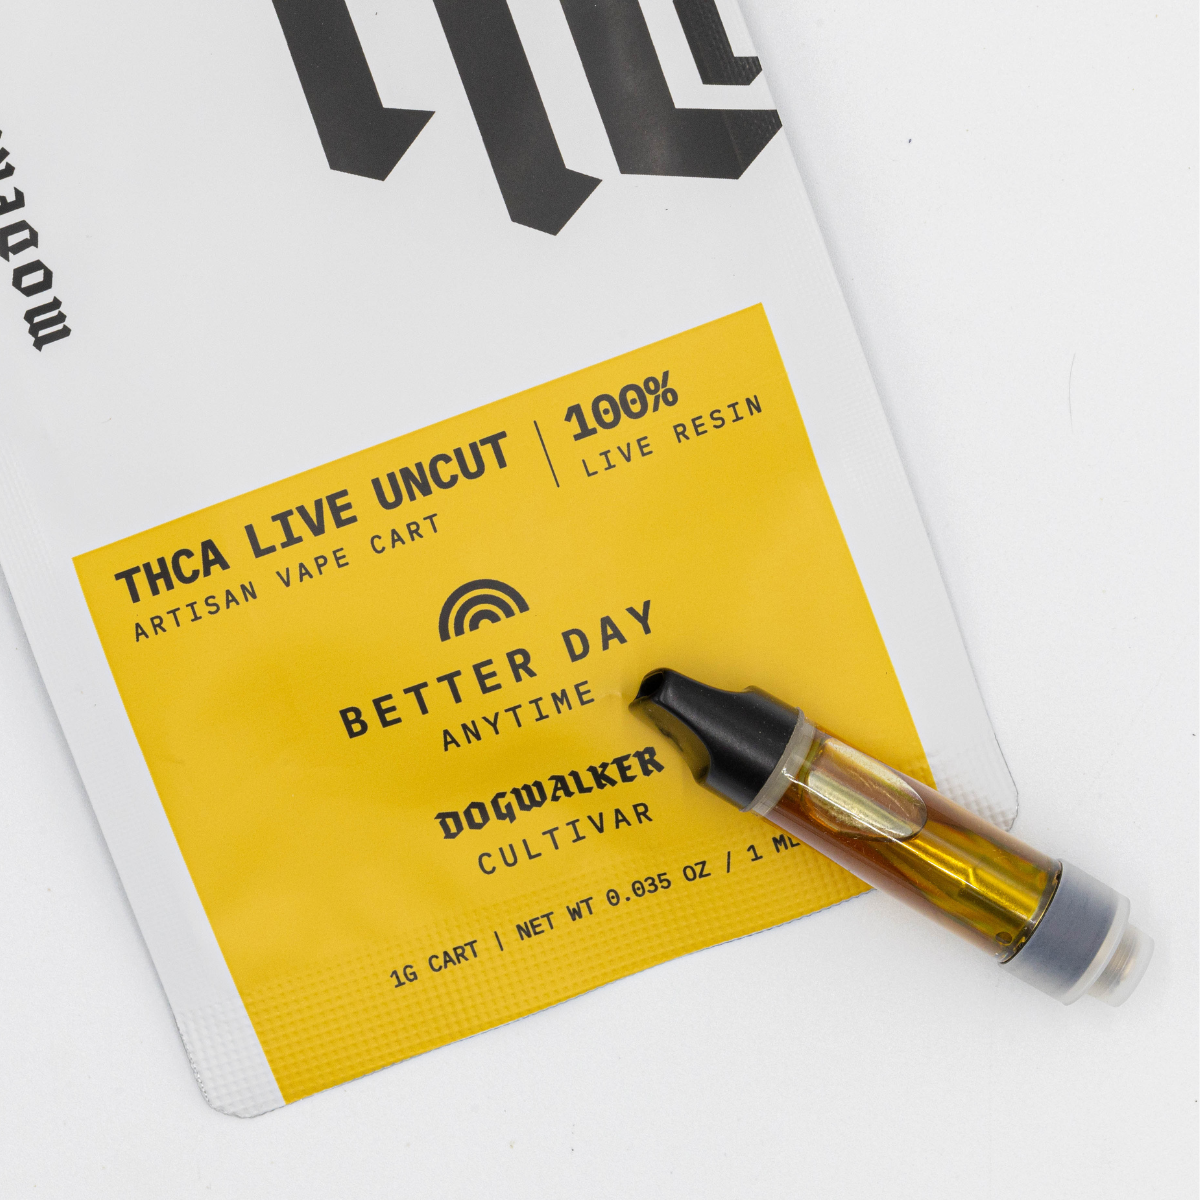 THCA LIVE UNCUT
ARTISAN VAPE CART
100%
LIVE RESIN
BETTER DAY
ANYTIME
DOGWALKER
CULTIVAR
1G CART | NET WT 0.035 OZ / 1 ML